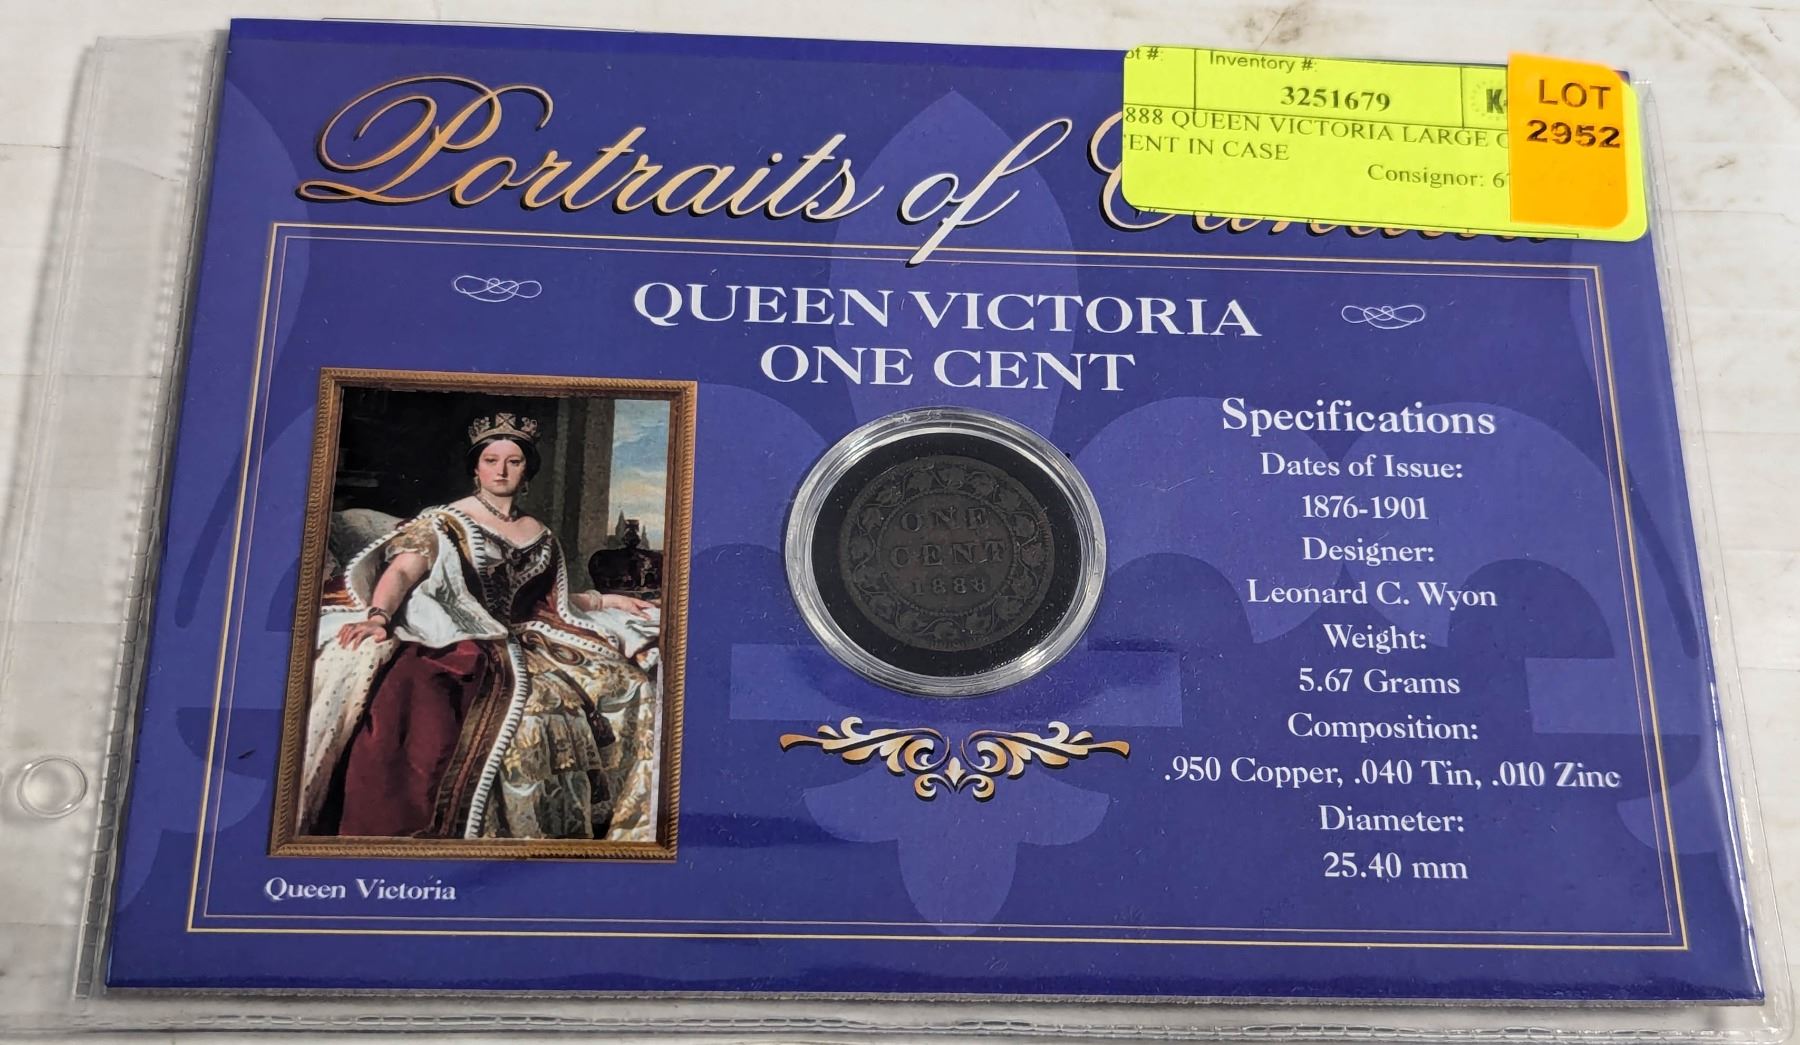 Portraits of
ot #:
Inventory #:
3251679
K
888 QUEEN VICTORIA LARGE
ENT IN CASE
Consignor: 6
LOT
2952
QUEEN VICTORIA
ONE CENT
ONE
CENT
1888
Specifications
Dates of Issue:
1876-1901
Designer:
Leonard C. Wyon
Weight:
5.67 Grams
Composition:
.950 Copper, .040 Tin, .010 Zinc
Diameter:
25.40 mm
Queen Victoria